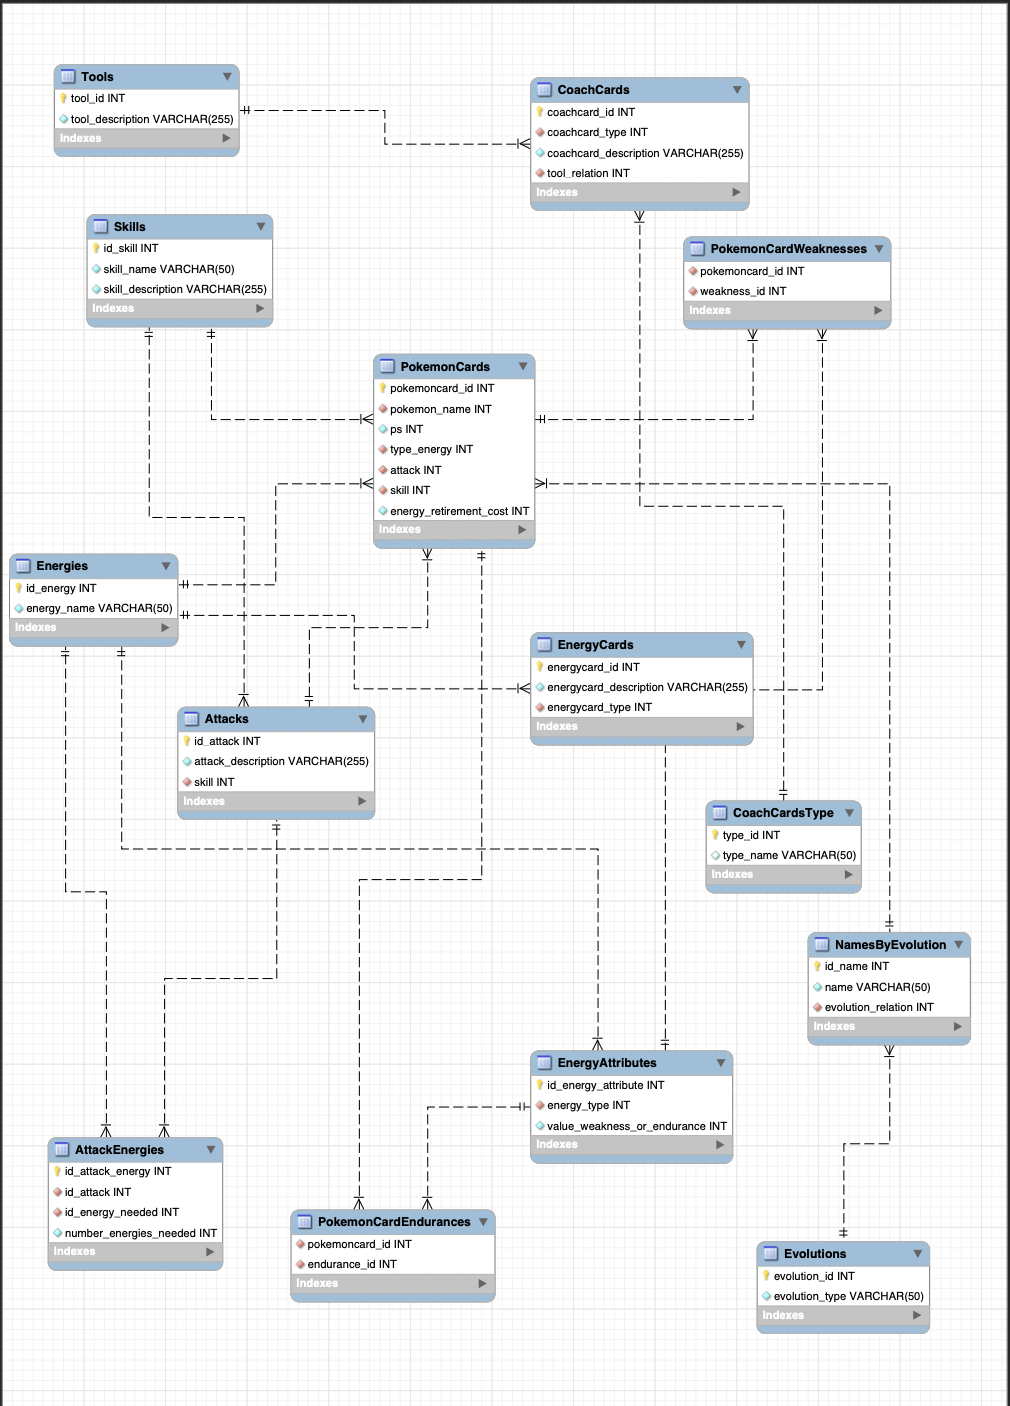 Tools
tool_id INT
tool_description VARCHAR(255)
Indexes
CoachCards
coachcard_id INT
coachcard_type INT
coachcard_description VARCHAR(255)
tool_relation INT
Indexes
Skills
id_skill INT
skill_name VARCHAR(50)
skill_description VARCHAR(255)
Indexes
PokemonCardWeaknesses
pokemoncard_id INT
weakness_id INT
Indexes
PokemonCards
pokemoncard_id INT
pokemon_name INT
ps INT
type_energy INT
attack INT
skill INT
energy_retirement_cost INT
Indexes
Energies
id_energy INT
energy_name VARCHAR(50)
Indexes
EnergyCards
energycard_id INT
energycard_description VARCHAR(255)
energycard_type INT
Indexes
Attacks
id_attack INT
attack_description VARCHAR(255)
skill INT
Indexes
CoachCardsType
type_id INT
type_name VARCHAR(50)
Indexes
NamesByEvolution
id_name INT
name VARCHAR(50)
evolution_relation INT
Indexes
EnergyAttributes
id_energy_attribute INT
energy_type INT
value_weakness_or_endurance INT
Indexes
AttackEnergies
id_attack_energy INT
id_attack INT
id_energy_needed INT
number_energies_needed INT
Indexes
PokemonCardEndurances
pokemoncard_id INT
endurance_id INT
Indexes
Evolutions
evolution_id INT
evolution_type VARCHAR(50)
Indexes